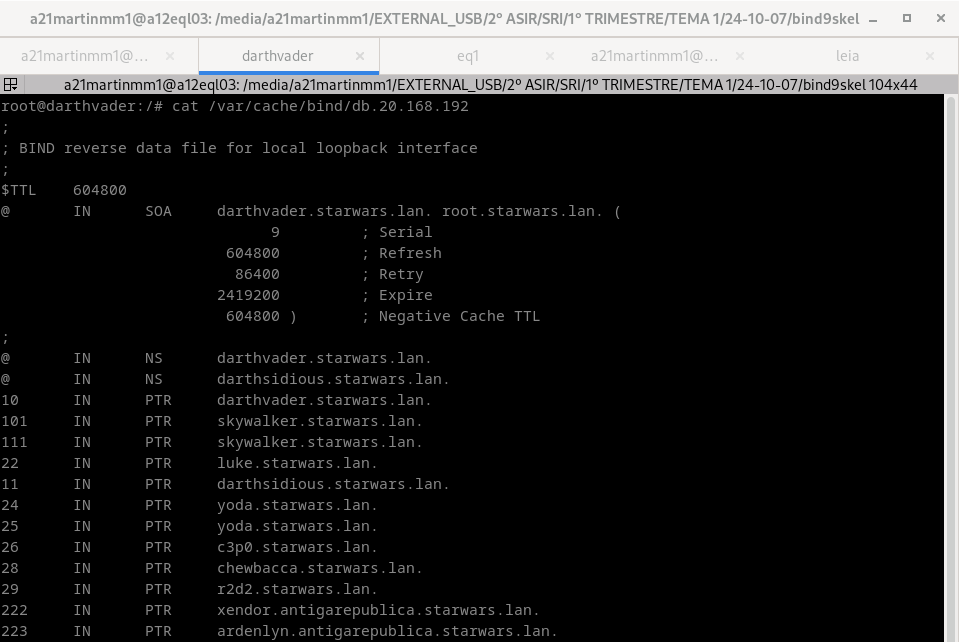 a21martinmm1@a12eql03: /media/a21martinmm1/EXTERNAL_USB/2º ASIR/SRI/1º TRIMESTRE/TEMA 1/24-10-07/bind9skel
a21martinmm1@... darthvader eq1 a21martinmm1@... leia
a21martinmm1@a12eql03: /media/a21martinmm1/EXTERNAL_USB/2º ASIR/SRI/1º TRIMESTRE/TEMA 1/24-10-07/bind9skel 104x44
root@darthvader:/# cat /var/cache/bind/db.20.168.192
;
; BIND reverse data file for local loopback interface
;
$TTL    604800
@       IN      SOA     darthvader.starwars.lan. root.starwars.lan. (
                              9         ; Serial
                         604800         ; Refresh
                          86400         ; Retry
                        2419200         ; Expire
                         604800 )       ; Negative Cache TTL
;
@       IN      NS      darthvader.starwars.lan.
@       IN      NS      darthsidious.starwars.lan.
10      IN      PTR     darthvader.starwars.lan.
101     IN      PTR     skywalker.starwars.lan.
111     IN      PTR     skywalker.starwars.lan.
22      IN      PTR     luke.starwars.lan.
11      IN      PTR     darthsidious.starwars.lan.
24      IN      PTR     yoda.starwars.lan.
25      IN      PTR     yoda.starwars.lan.
26      IN      PTR     c3p0.starwars.lan.
28      IN      PTR     chewbacca.starwars.lan.
29      IN      PTR     r2d2.starwars.lan.
222     IN      PTR     xendor.antigarepublica.starwars.lan.
223     IN      PTR     ardenlyn.antigarepublica.starwars.lan.